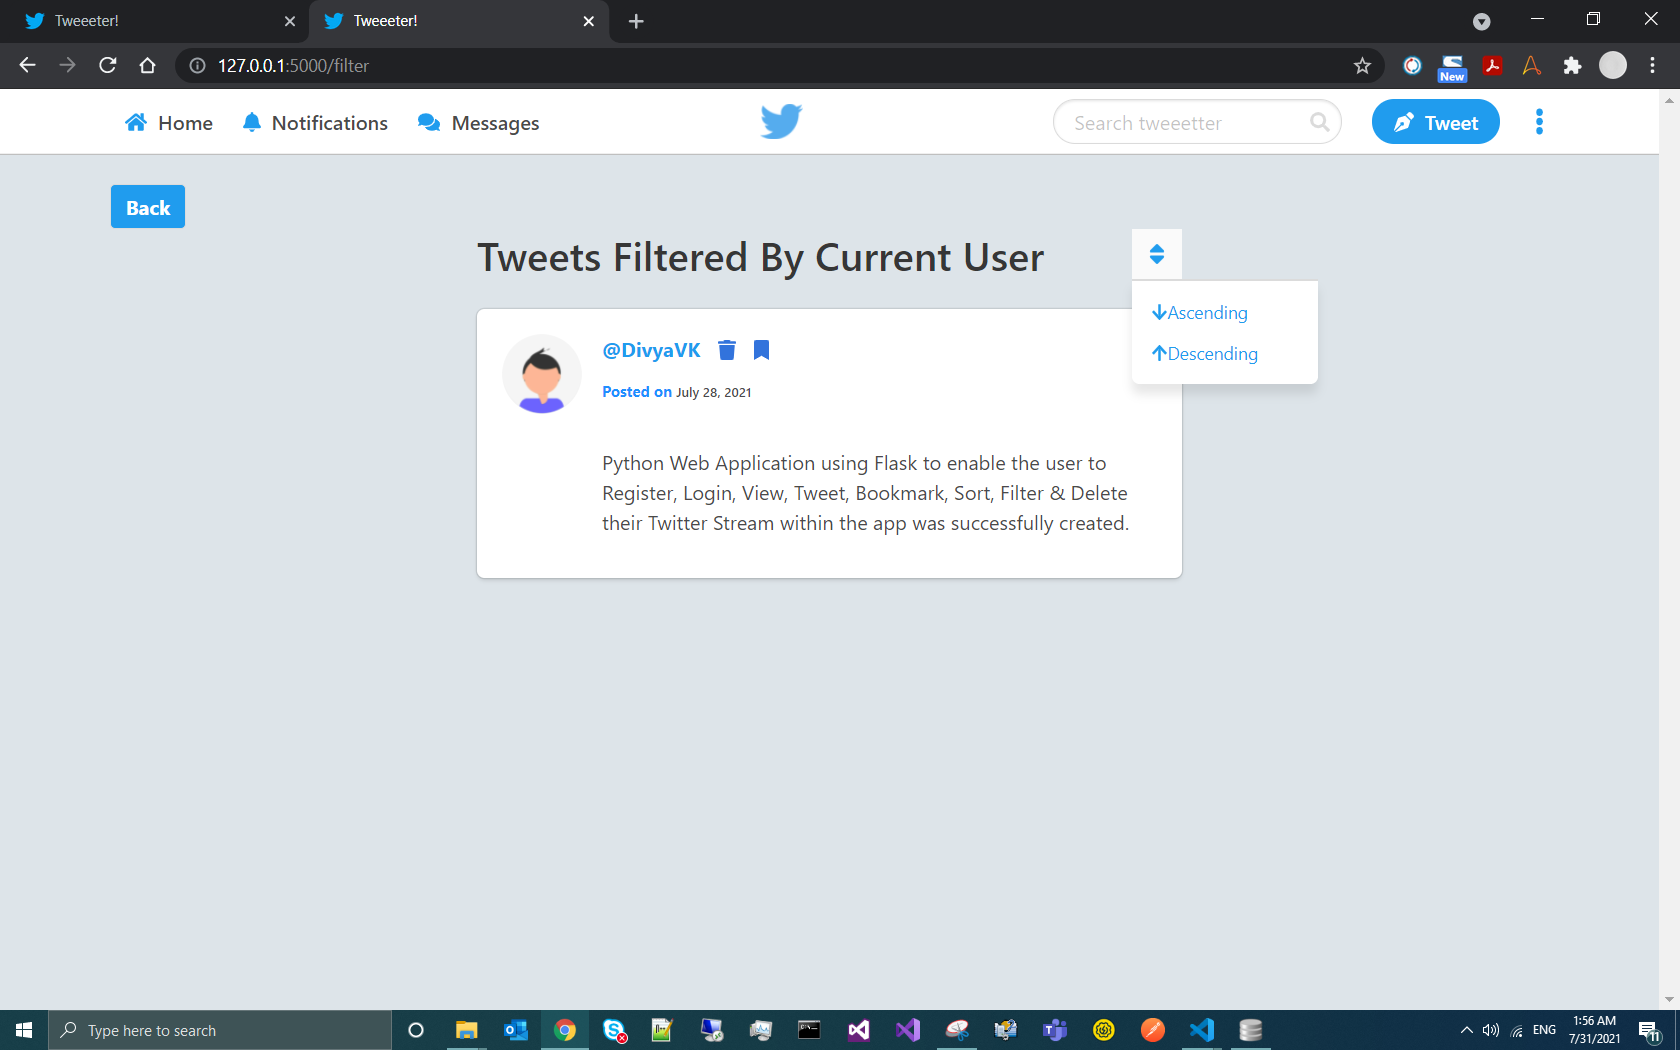 Tweeeter!
Tweeeter!
127.0.0.1:5000/filter
New
Home
Notifications
Messages
Search tweeetter
Tweet
Back
Tweets Filtered By Current User
Ascending
Descending
@DivyaVK
Posted on July 28, 2021
Python Web Application using Flask to enable the user to
Register, Login, View, Tweet, Bookmark, Sort, Filter & Delete
their Twitter Stream within the app was successfully created.
Type here to search
ENG
1:56 AM
7/31/2021
11